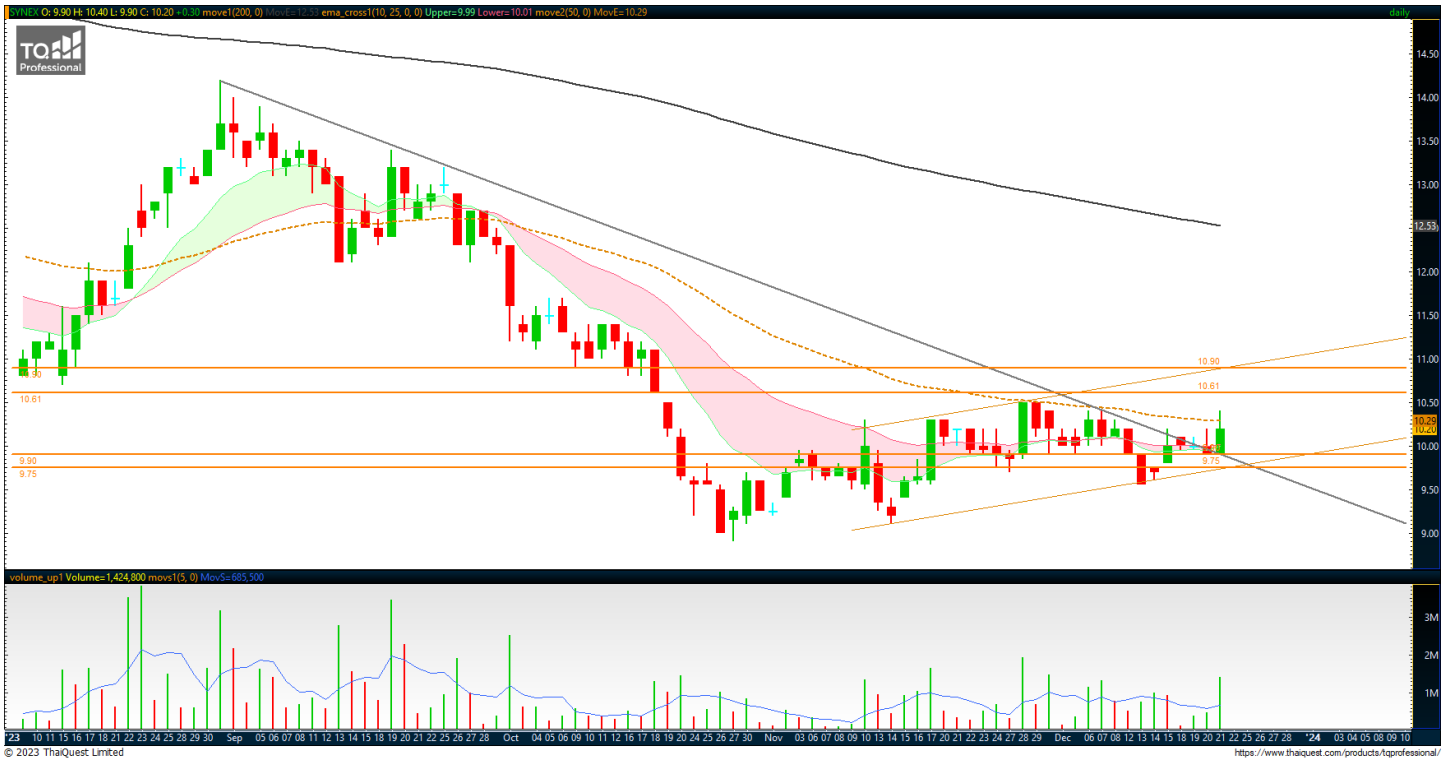 SYNEX O: 9.90 H: 10.40 L: 9.90 C: 10.20 +0.30 move1(200, 0) MovE=12.53 ema_cross1(10, 25, 0, 0) Upper=9.99 Lower=10.01 move2(50, 0) MovE=10.29 daily
TQ
Professional
14.50
14.00
13.50
13.00
12.53
12.00
11.50
11.00
10.50
10.29
10.20
10.00
9.50
9.00
10.90 10.90
10.61 10.61
9.90
9.75 9.75
volume_up1 Volume=1,424,800 movs1(5, 0) MovS=685,500
3M
2M
1M
'23 10 11 15 16 17 18 21 22 23 24 25 28 29 30 Sep 05 06 07 08 11 12 13 14 15 18 19 20 21 22 25 26 27 28 Oct 04 05 06 09 10 11 12 16 17 18 19 20 24 25 26 27 30 Nov 03 06 07 08 09 10 13 14 15 16 17 20 21 22 23 24 27 28 29 Dec 06 07 08 12 13 14 15 18 19 20 21 22 25 26 27 28 '24 03 04 05 08 09 10
© 2023 ThaiQuest Limited https://www.thaiquest.com/products/tqprofessional/